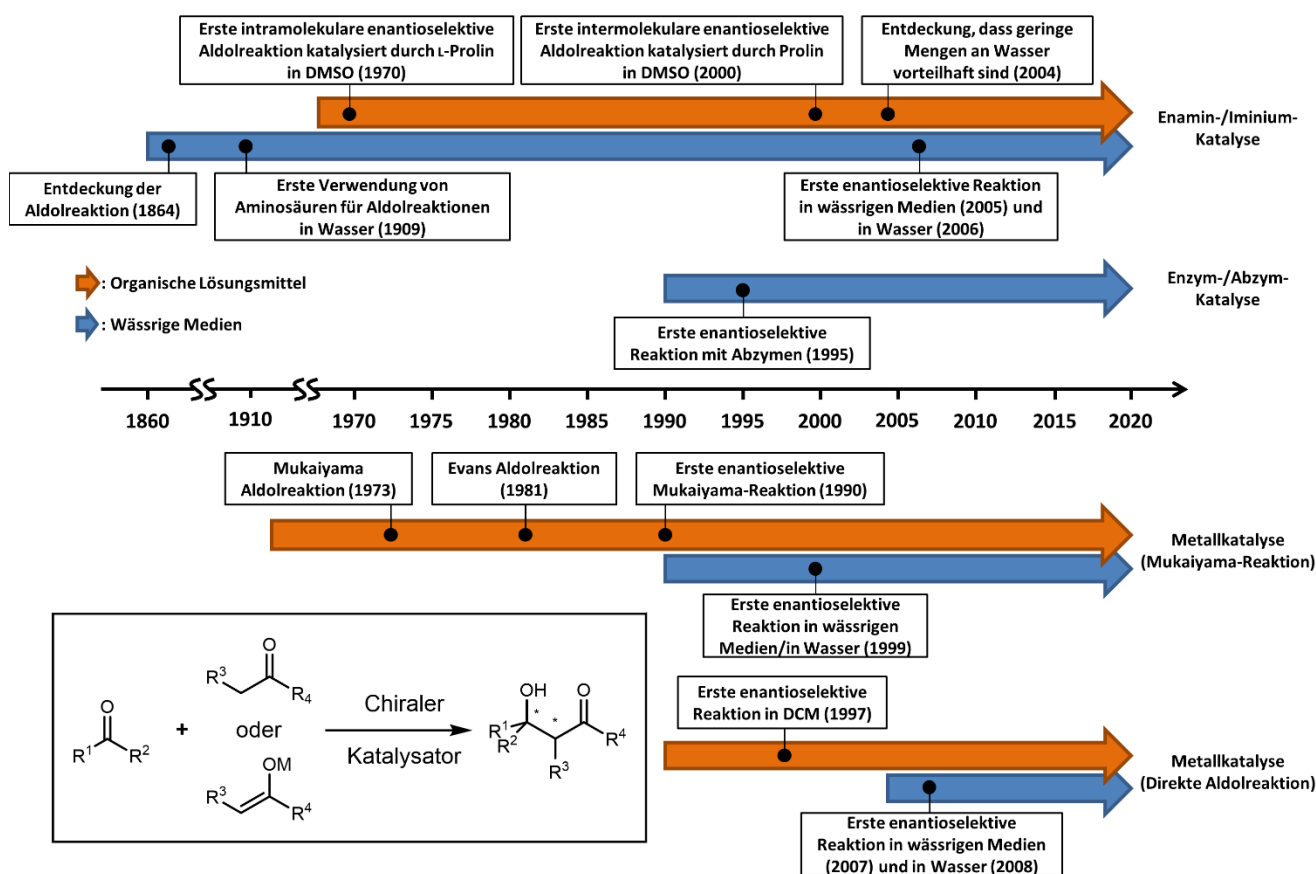 Erste intramolekulare enantioselektive
Aldolreaktion katalysiert durch L-Prolin
in DMSO (1970)
Erste intermolekulare enantioselektive
Aldolreaktion katalysiert durch Prolin
in DMSO (2000)
Entdeckung, dass geringe
Mengen an Wasser
vorteilhaft sind (2004)
Enamin-/Iminium-
Katalyse
Entdeckung der
Aldolreaktion (1864)
Erste Verwendung von
Aminosäuren für Aldolreaktionen
in Wasser (1909)
Erste enantioselektive Reaktion
in wässrigen Medien (2005) und
in Wasser (2006)
: Organische Lösungsmittel
: Wässrige Medien
Enzym-/Abzym-
Katalyse
Erste enantioselektive
Reaktion mit Abzymen (1995)
1860 1910 1970 1975 1980 1985 1990 1995 2000 2005 2010 2015 2020
Mukaiyama
Aldolreaktion (1973)
Evans Aldolreaktion
(1981)
Erste enantioselektive
Mukaiyama-Reaktion (1990)
Metallkatalyse
(Mukaiyama-Reaktion)
Erste enantioselektive
Reaktion in wässrigen
Medien/in Wasser (1999)
Erste enantioselektive
Reaktion in DCM (1997)
Metallkatalyse
(Direkte Aldolreaktion)
Erste enantioselektive
Reaktion in wässrigen Medien
(2007) und in Wasser (2008)
O
R¹ R²
+
O
R³ R₄
oder
OM
R³ R⁴
Chiraler
Katalysator
OH O
* *
R¹
R² R⁴
R³